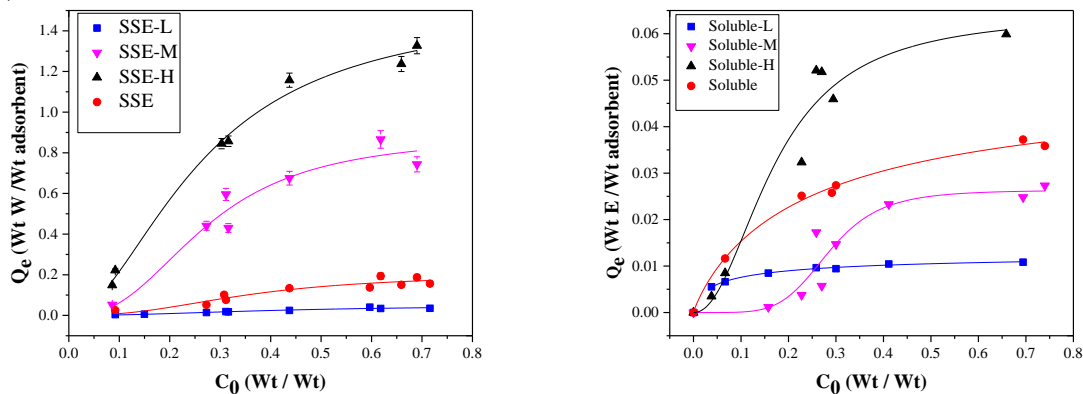 SSE-L
SSE-M
SSE-H
SSE
1.4
1.2
1.0
0.8
0.6
0.4
0.2
0.0
Qe (Wt W /Wt adsorbent)
0.0 0.1 0.2 0.3 0.4 0.5 0.6 0.7 0.8
C0 (Wt / Wt)
Soluble-L
Soluble-M
Soluble-H
Soluble
0.06
0.05
0.04
0.03
0.02
0.01
0.00
Qe (Wt E /Wt adsorbent)
0.0 0.1 0.2 0.3 0.4 0.5 0.6 0.7 0.8
C0 (Wt / Wt)